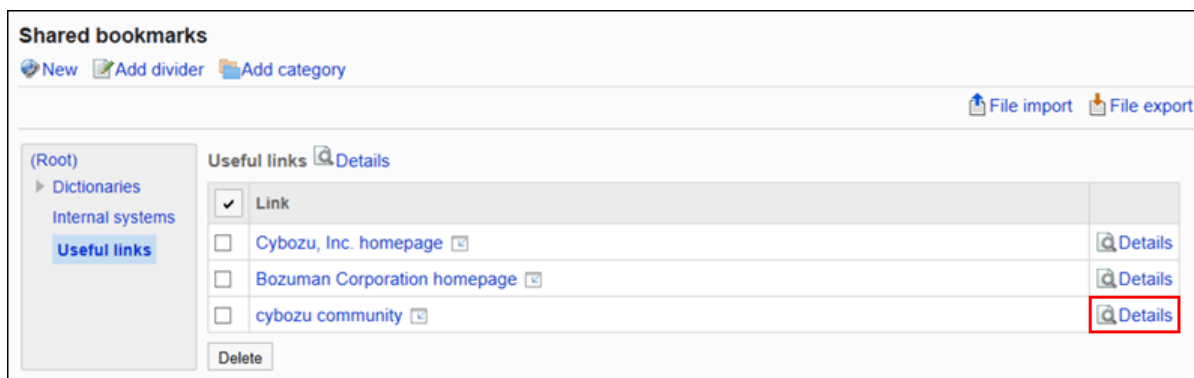 Shared bookmarks
New Add divider Add category
File import File export
(Root)
Dictionaries
Internal systems
Useful links
Useful links Details
Link
Cybozu, Inc. homepage Details
Bozuman Corporation homepage Details
cybozu community Details
Delete